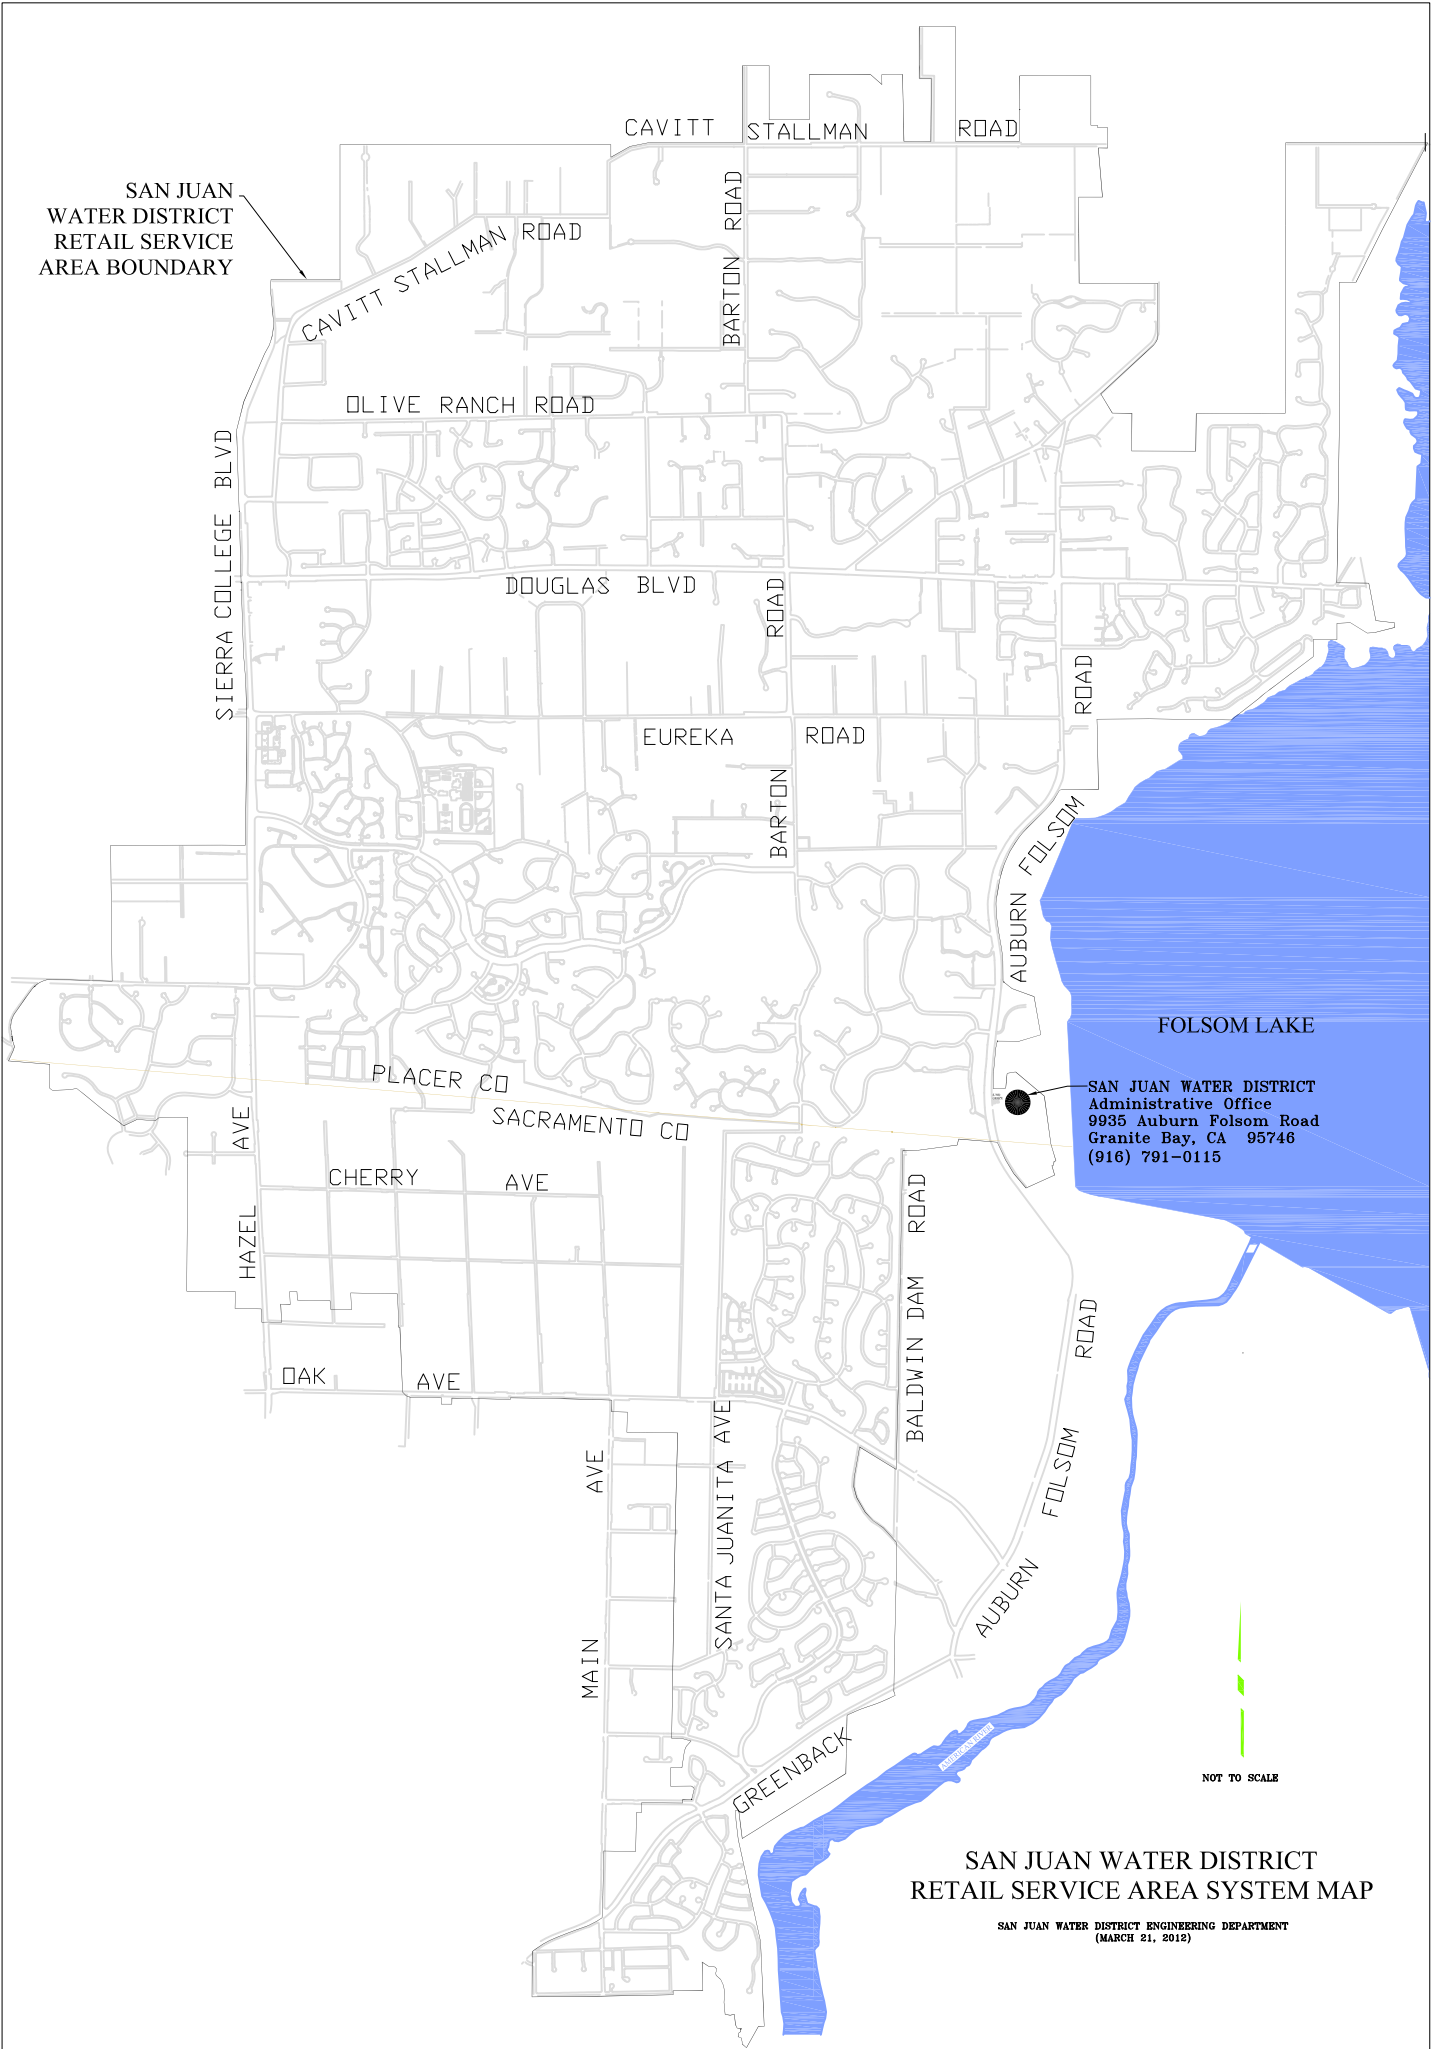 CAVITT STALLMAN ROAD
SAN JUAN
WATER DISTRICT
RETAIL SERVICE
AREA BOUNDARY
CAVITT STALLMAN ROAD
BARTON ROAD
OLIVE RANCH ROAD
SIERRA COLLEGE BLVD
DOUGLAS BLVD
ROAD
ROAD
EUREKA ROAD
BARTON
AUBURN FOLSOM
FOLSOM LAKE
PLACER CO
SACRAMENTO CO
SAN JUAN WATER DISTRICT
Administrative Office
9935 Auburn Folsom Road
Granite Bay, CA 95746
(916) 791-0115
HAZEL AVE
CHERRY AVE
BALDWIN DAM ROAD
OAK AVE
AUBURN FOLSOM ROAD
SANTA JUANITA AVE
MAIN AVE
GREENBACK
AMERICAN RIVER
NOT TO SCALE
SAN JUAN WATER DISTRICT
RETAIL SERVICE AREA SYSTEM MAP
SAN JUAN WATER DISTRICT ENGINEERING DEPARTMENT
(MARCH 21, 2012)